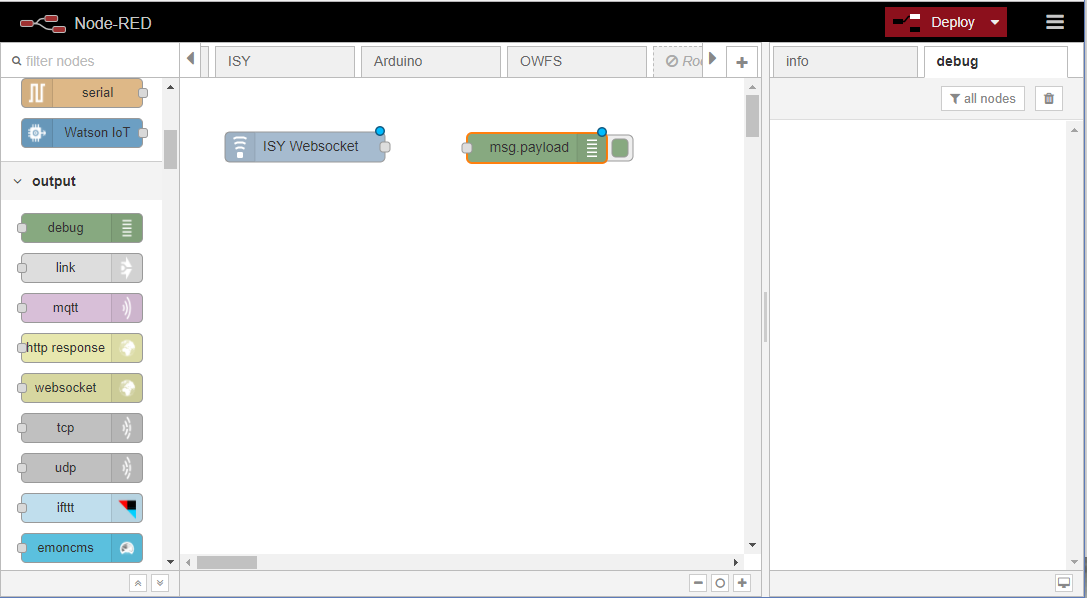 Node-RED
Deploy
filter nodes
ISY
Arduino
OWFS
info
debug
all nodes
serial
Watson IoT
output
debug
link
mqtt
http response
websocket
tcp
udp
ifttt
emoncms
ISY Websocket
msg.payload